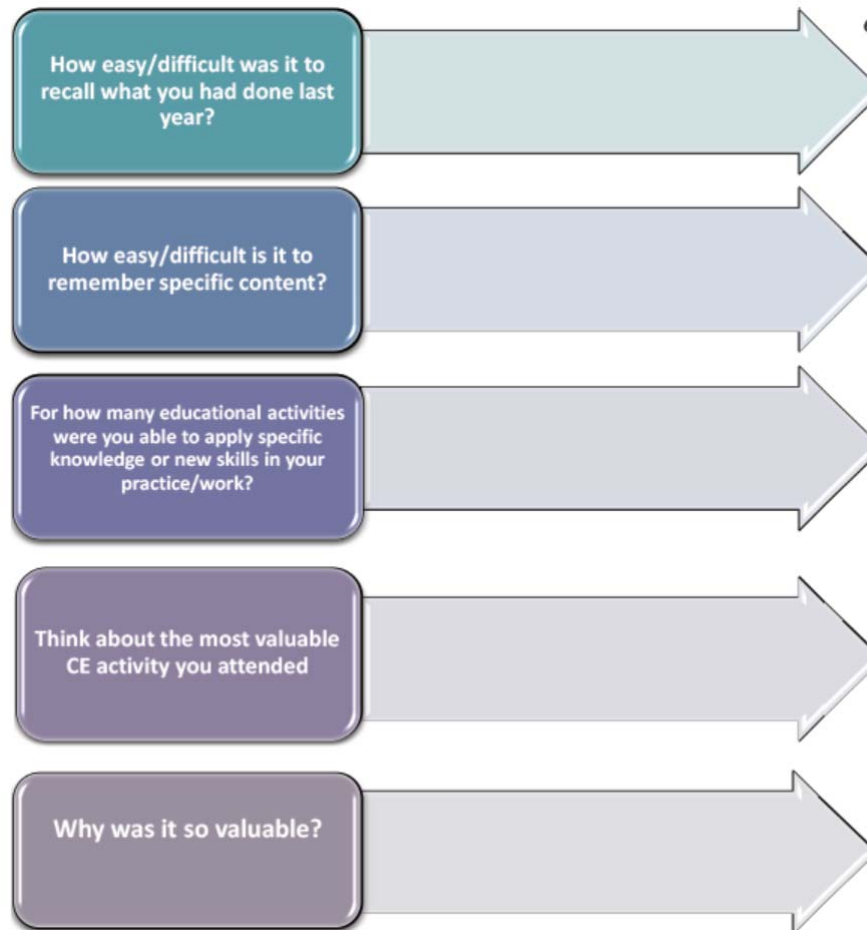 How easy/difficult was it to
recall what you had done last
year?
How easy/difficult is it to
remember specific content?
For how many educational activities
were you able to apply specific
knowledge or new skills in your
practice/work?
Think about the most valuable
CE activity you attended
Why was it so valuable?